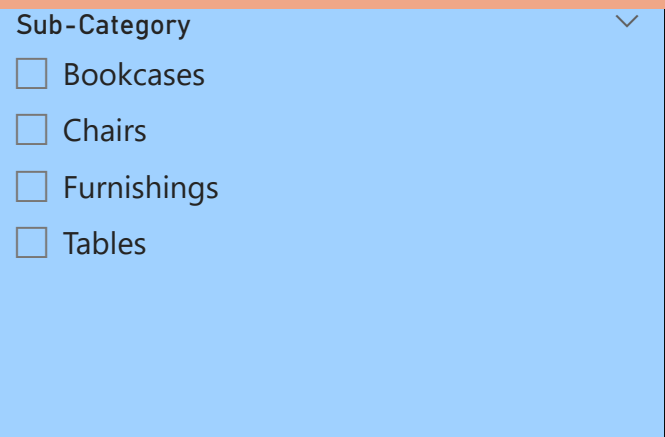 Sub-Category
Bookcases
Chairs
Furnishings
Tables